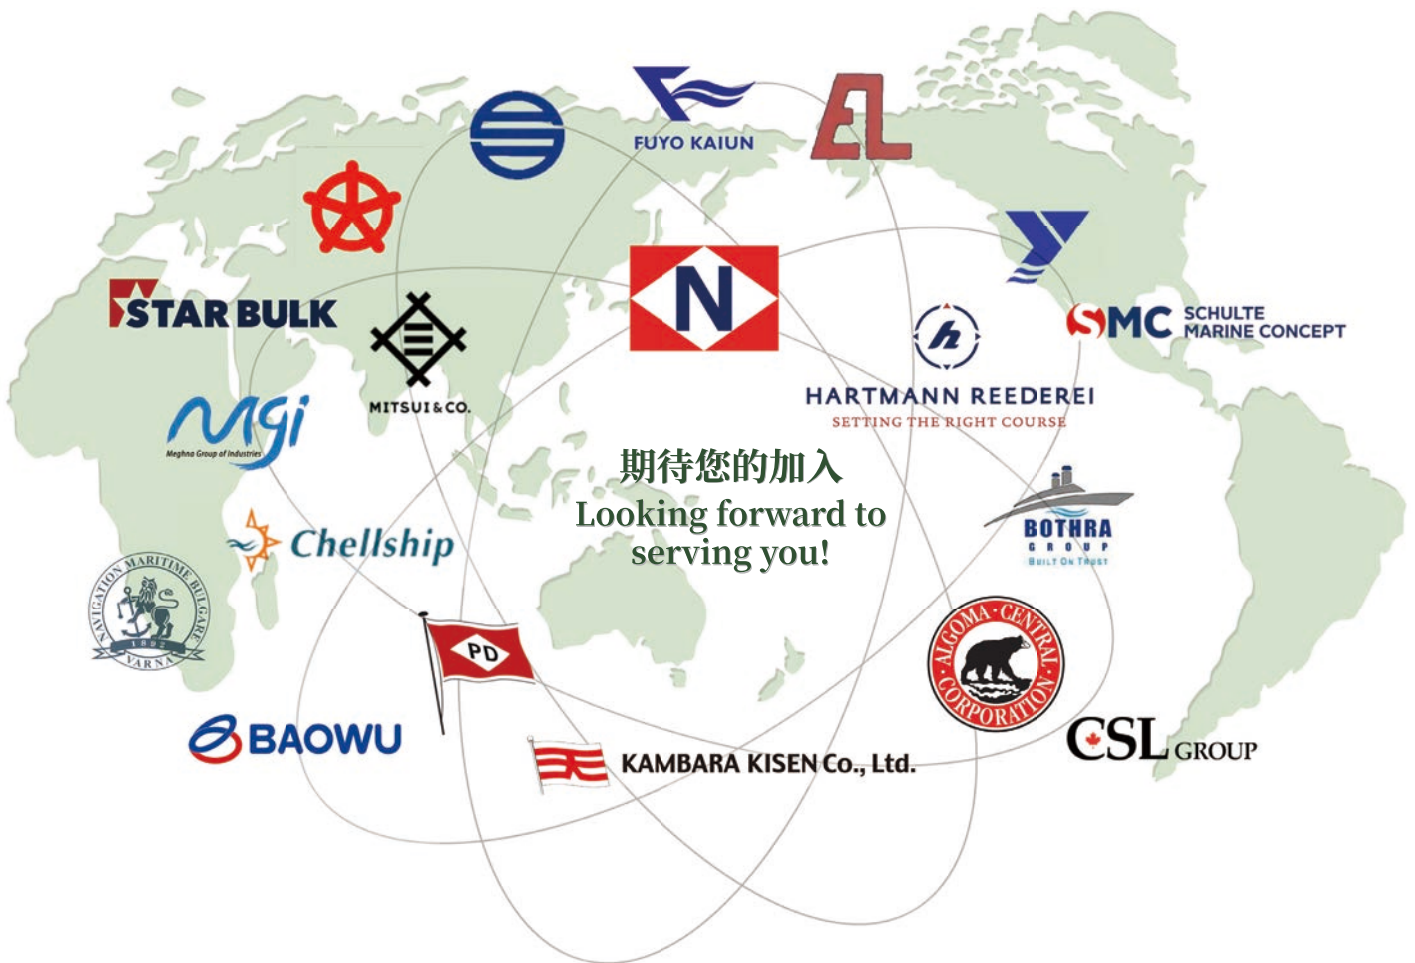 FUYO KAIUN
EL
N
STAR BULK
MITSUI & CO.
SMC SCHULTE
MARINE CONCEPT
h
HARTMANN REEDEREI
SETTING THE RIGHT COURSE
Mgi
Meghna Group of Industries
期待您的加入
Looking forward to
serving you!
BOTHRA
GROUP
BUILT ON TRUST
Chellship
NAVIGATION MARITIME BULGARE
1892
VARNA
PD
ALGOMA · CENTRAL
· CORPORATION ·
BAOWU
KAMBARA KISEN Co., Ltd.
CSL GROUP